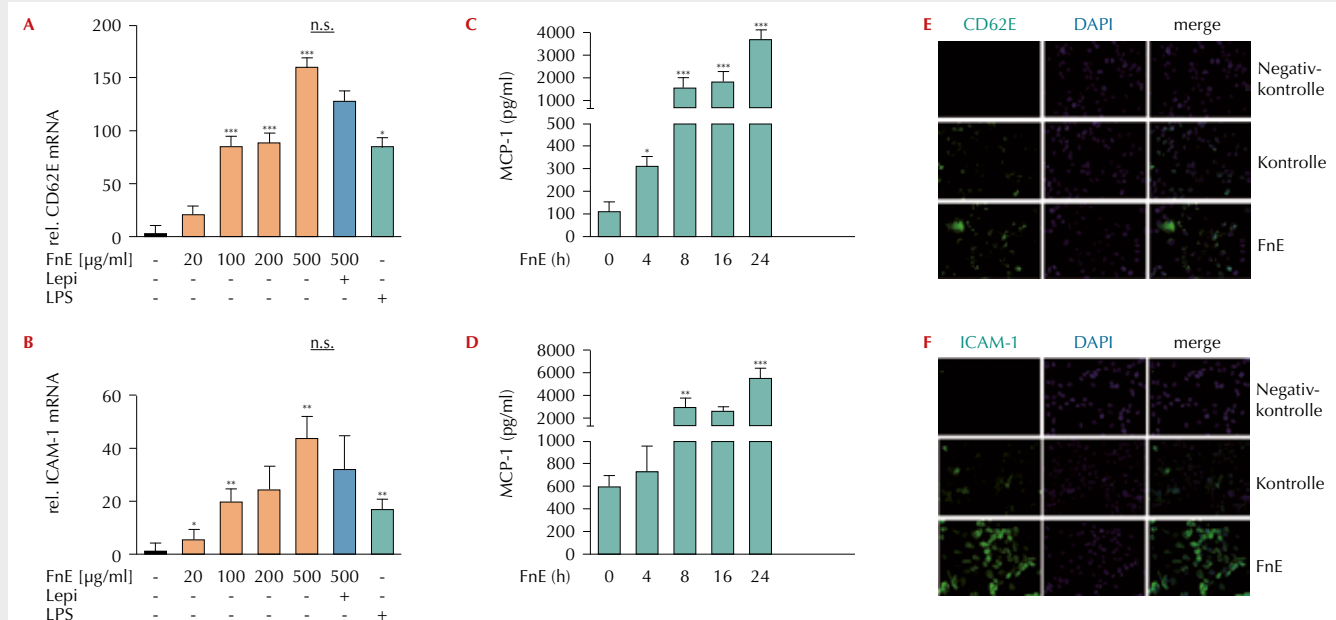 A
n.s.
rel. CD62E mRNA
200
150
100
50
0
*** *** *** *
FnE [µg/ml] - 20 100 200 500 500 -
Lepi - - - - - + -
LPS - - - - - - +
C
MCP-1 (pg/ml)
4000
3000
2000
1000
500
400
300
200
100
0
* *** *** ***
FnE (h) 0 4 8 16 24
E CD62E DAPI merge
Negativ-
kontrolle
Kontrolle
FnE
B
n.s.
rel. ICAM-1 mRNA
60
40
20
0
* ** ** **
FnE [µg/ml] - 20 100 200 500 500 -
Lepi - - - - - + -
LPS - - - - - - +
D
MCP-1 (pg/ml)
8000
6000
4000
2000
1000
800
600
400
200
0
** ***
FnE (h) 0 4 8 16 24
F ICAM-1 DAPI merge
Negativ-
kontrolle
Kontrolle
FnE